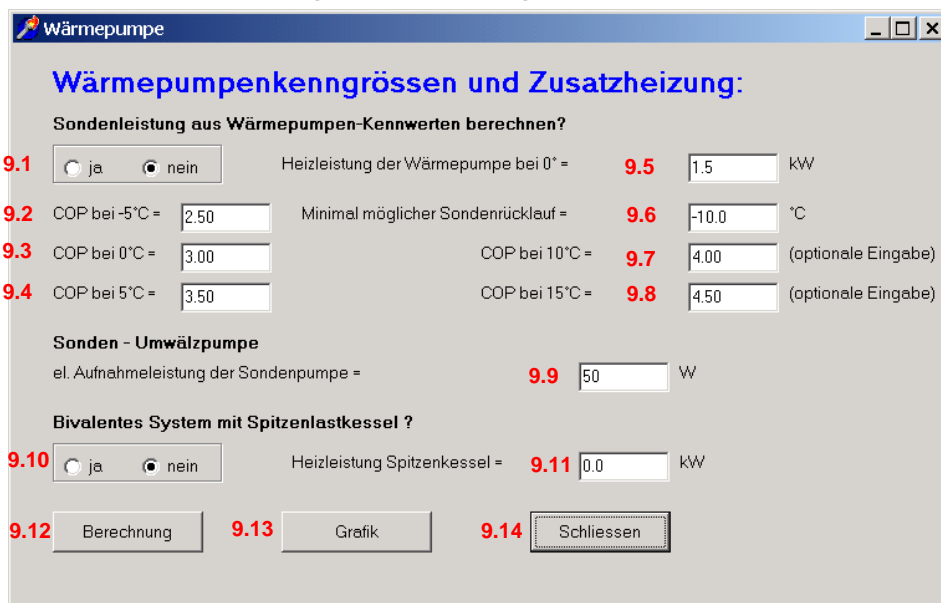 Wärmepumpe
Wärmepumpenkenngrössen und Zusatzheizung:
Sondenleistung aus Wärmepumpen-Kennwerten berechnen?
9.1 ja nein Heizleistung der Wärmepumpe bei 0° = 9.5 1.5 kW
9.2 COP bei -5°C = 2.50 Minimal möglicher Sondenrücklauf = 9.6 -10.0 °C
9.3 COP bei 0°C = 3.00 COP bei 10°C = 9.7 4.00 (optionale Eingabe)
9.4 COP bei 5°C = 3.50 COP bei 15°C = 9.8 4.50 (optionale Eingabe)
Sonden - Umwälzpumpe
el. Aufnahmeleistung der Sondenpumpe = 9.9 50 W
Bivalentes System mit Spitzenlastkessel ?
9.10 ja nein Heizleistung Spitzenkessel = 9.11 0.0 kW
9.12 Berechnung 9.13 Grafik 9.14 Schliessen